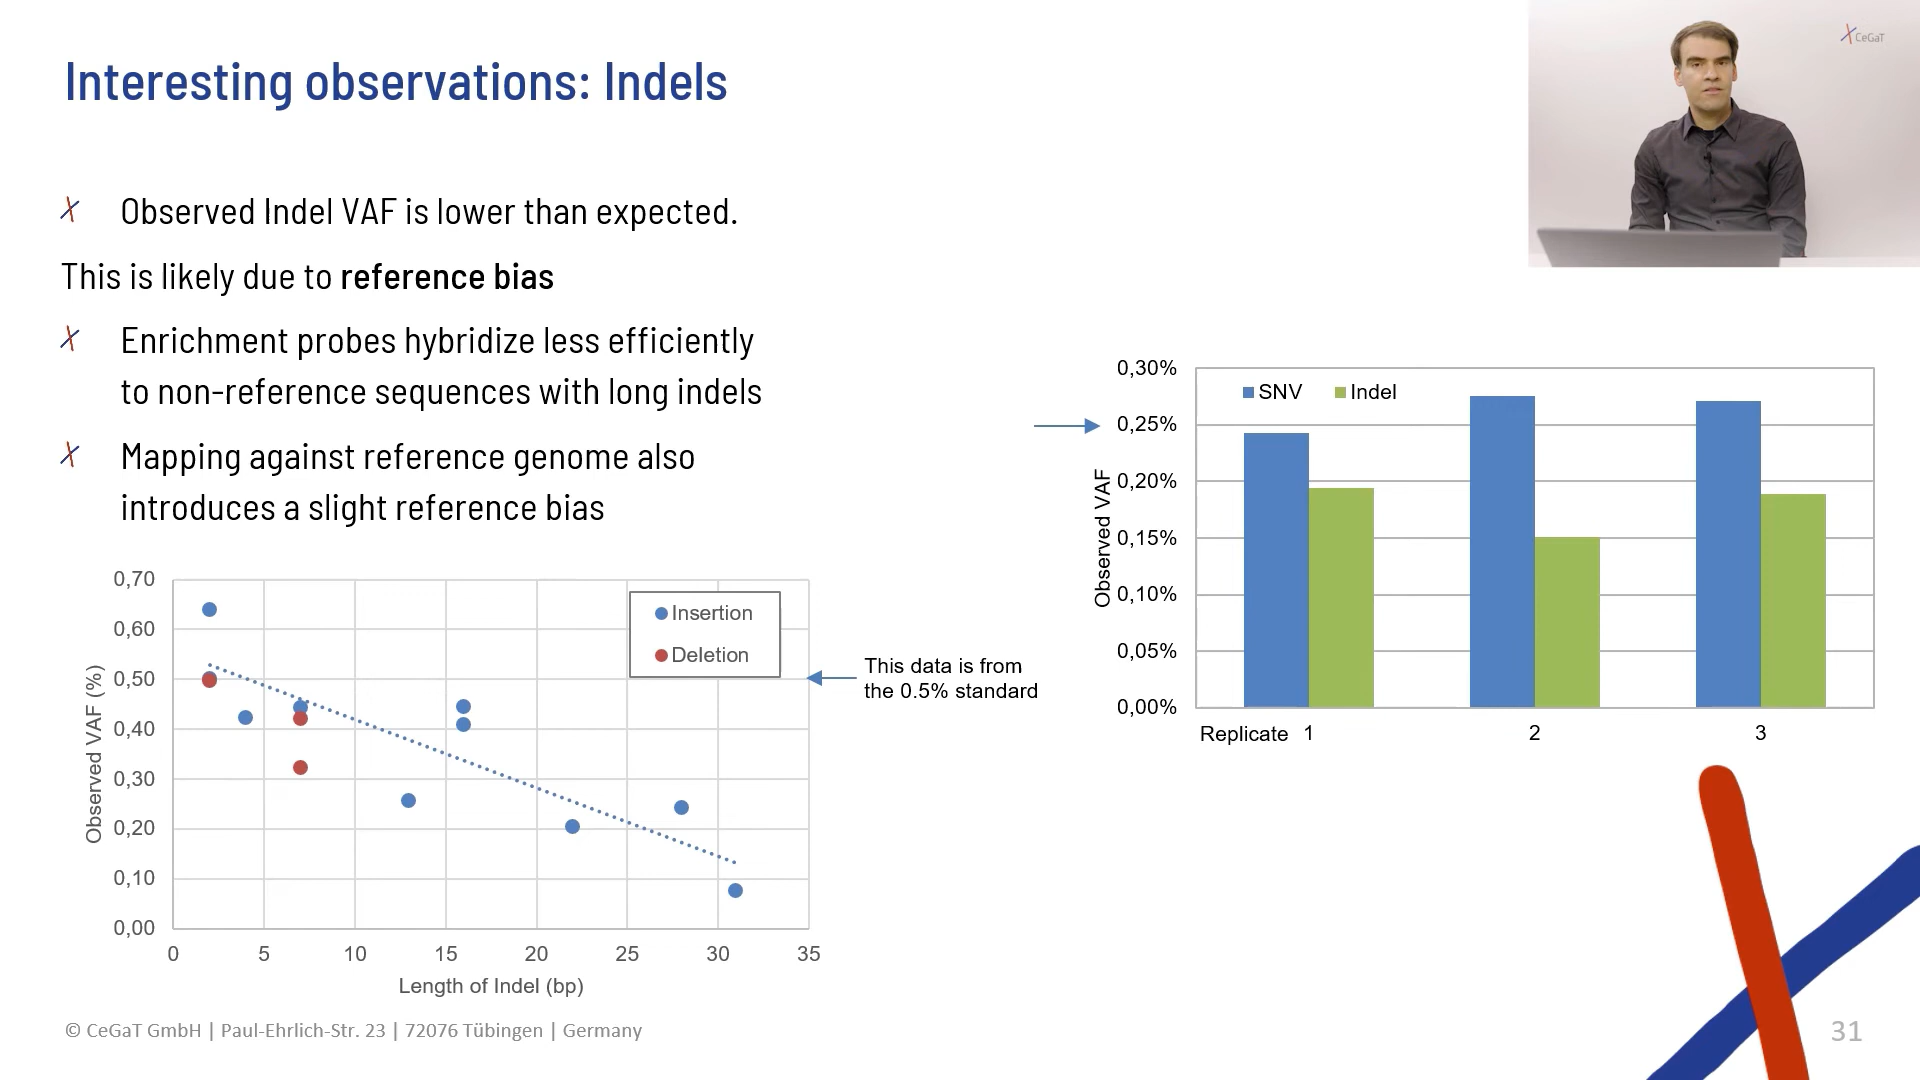 Interesting observations: Indels
CeGaT
Observed Indel VAF is lower than expected.
This is likely due to reference bias
Enrichment probes hybridize less efficiently
to non-reference sequences with long indels
Mapping against reference genome also
introduces a slight reference bias
0,70
0,60
0,50
0,40
0,30
0,20
0,10
0,00
Observed VAF (%)
Insertion
Deletion
0 5 10 15 20 25 30 35
Length of Indel (bp)
This data is from
the 0.5% standard
0,30%
0,25%
0,20%
0,15%
0,10%
0,05%
0,00%
Observed VAF
SNV Indel
Replicate 1 2 3
© CeGaT GmbH | Paul-Ehrlich-Str. 23 | 72076 Tübingen | Germany
31